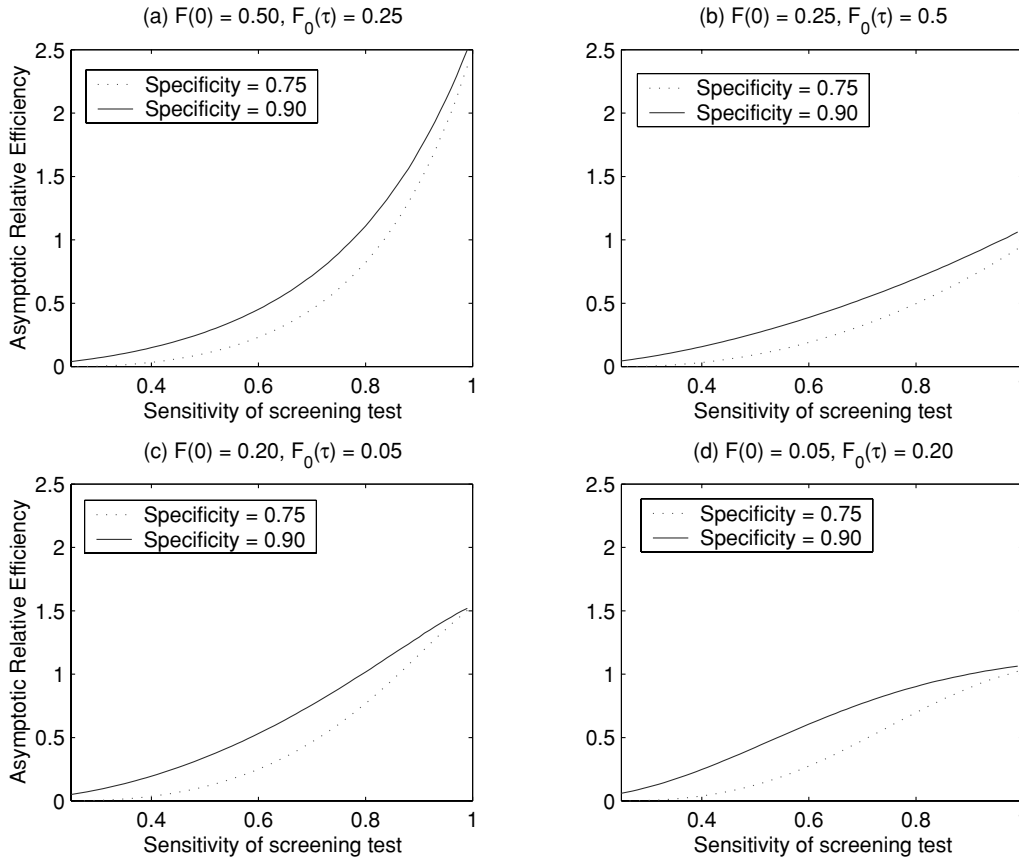 (a) F(0) = 0.50, F₀(τ) = 0.25
2.5
2
1.5
1
0.5
0
Asymptotic Relative Efficiency
Specificity = 0.75
Specificity = 0.90
0.4 0.6 0.8 1
Sensitivity of screening test
(b) F(0) = 0.25, F₀(τ) = 0.5
2.5
2
1.5
1
0.5
0
Specificity = 0.75
Specificity = 0.90
0.4 0.6 0.8 1
Sensitivity of screening test
(c) F(0) = 0.20, F₀(τ) = 0.05
2.5
2
1.5
1
0.5
0
Asymptotic Relative Efficiency
Specificity = 0.75
Specificity = 0.90
0.4 0.6 0.8 1
Sensitivity of screening test
(d) F(0) = 0.05, F₀(τ) = 0.20
2.5
2
1.5
1
0.5
0
Specificity = 0.75
Specificity = 0.90
0.4 0.6 0.8 1
Sensitivity of screening test